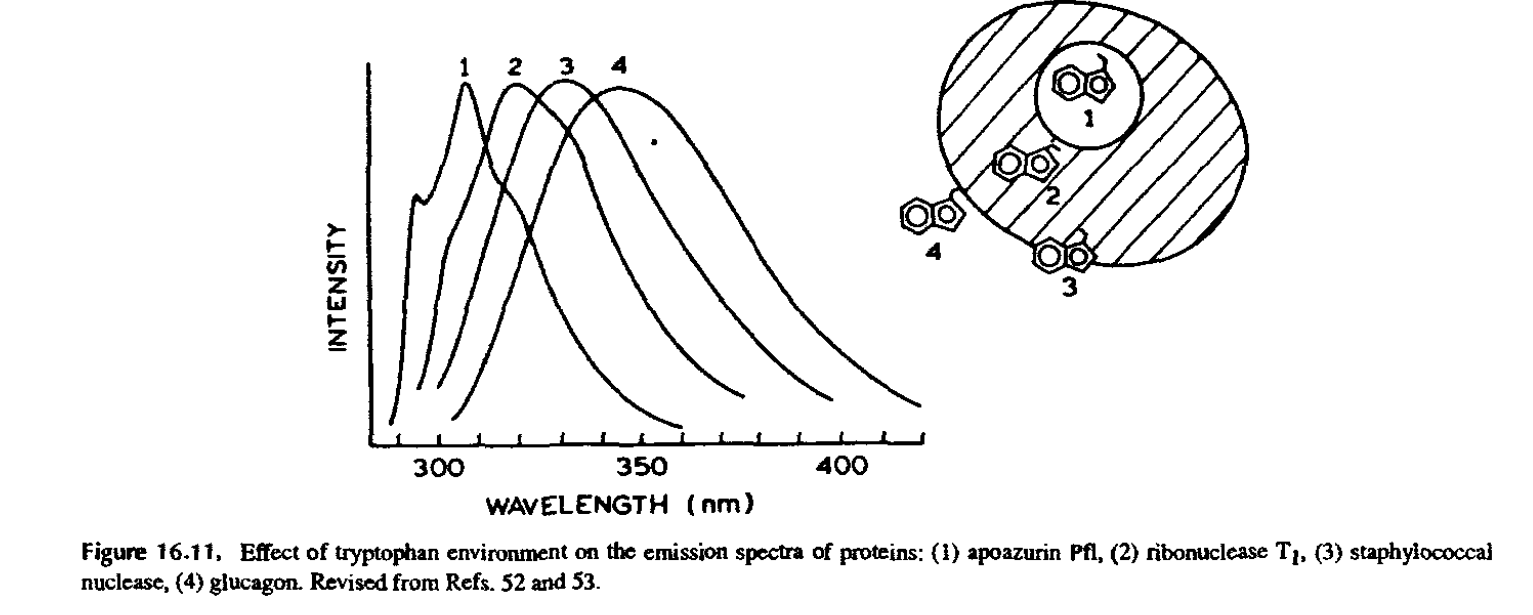 1 2 3 4
INTENSITY
300 350 400
WAVELENGTH (nm)
1
2
4
3
Figure 16.11. Effect of tryptophan environment on the emission spectra of proteins: (1) apoazurin Pfl, (2) ribonuclease T₁, (3) staphylococcal
nuclease, (4) glucagon. Revised from Refs. 52 and 53.